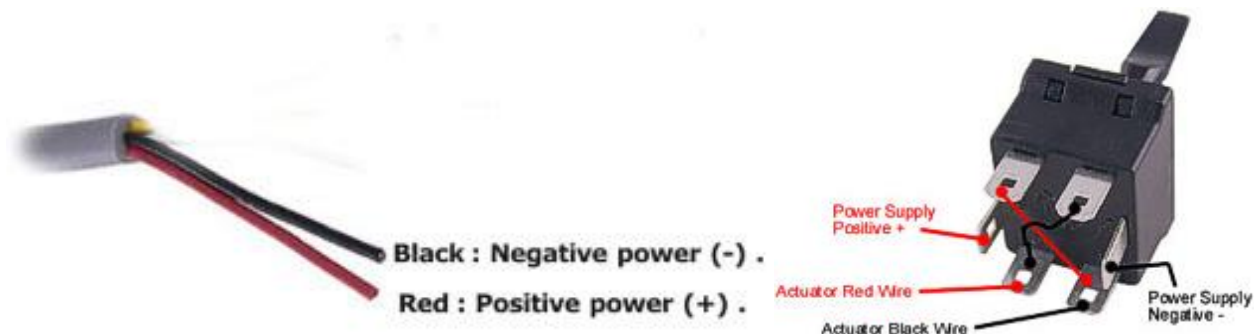 Black : Negative power (-) .
Red : Positive power (+) .
Power Supply
Positive +
Actuator Red Wire
Actuator Black Wire
Power Supply
Negative -